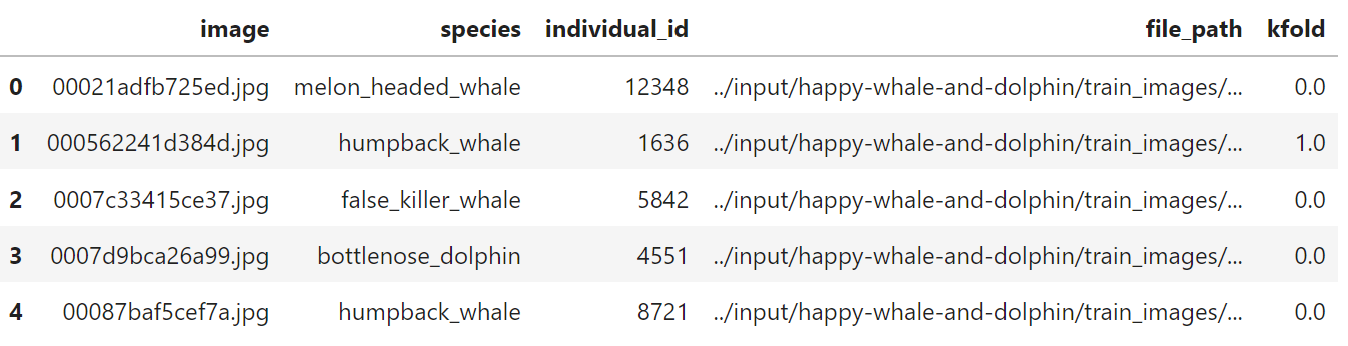 image species individual_id file_path kfold
0 00021adfb725ed.jpg melon_headed_whale 12348 ../input/happy-whale-and-dolphin/train_images/... 0.0
1 000562241d384d.jpg humpback_whale 1636 ../input/happy-whale-and-dolphin/train_images/... 1.0
2 0007c33415ce37.jpg false_killer_whale 5842 ../input/happy-whale-and-dolphin/train_images/... 0.0
3 0007d9bca26a99.jpg bottlenose_dolphin 4551 ../input/happy-whale-and-dolphin/train_images/... 0.0
4 00087baf5cef7a.jpg humpback_whale 8721 ../input/happy-whale-and-dolphin/train_images/... 0.0